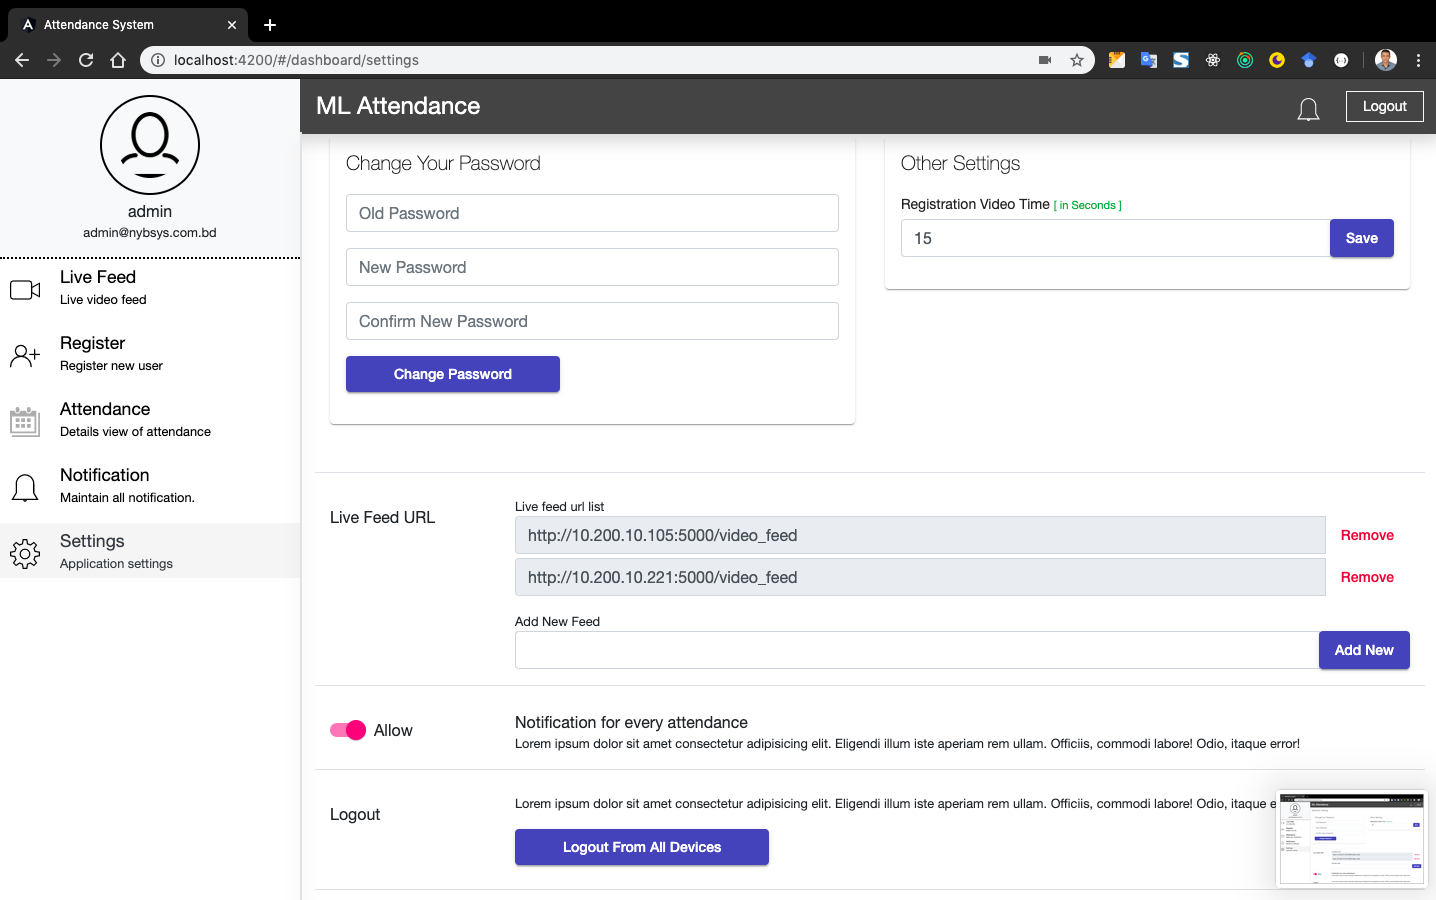 Attendance System
localhost:4200/#/dashboard/settings
ML Attendance
Logout
admin
admin@nybsys.com.bd
Live Feed
Live video feed
Register
Register new user
Attendance
Details view of attendance
Notification
Maintain all notification.
Settings
Application settings
Change Your Password
Old Password
New Password
Confirm New Password
Change Password
Other Settings
Registration Video Time [ in Seconds ]
15
Save
Live Feed URL
Live feed url list
http://10.200.10.105:5000/video_feed
Remove
http://10.200.10.221:5000/video_feed
Remove
Add New Feed
Add New
Allow
Notification for every attendance
Lorem ipsum dolor sit amet consectetur adipisicing elit. Eligendi illum iste aperiam rem ullam. Officiis, commodi labore! Odio, itaque error!
Logout
Lorem ipsum dolor sit amet consectetur adipisicing elit. Eligendi illum iste aperiam rem ullam. Officiis, commodi labore! Odio, itaque
Logout From All Devices